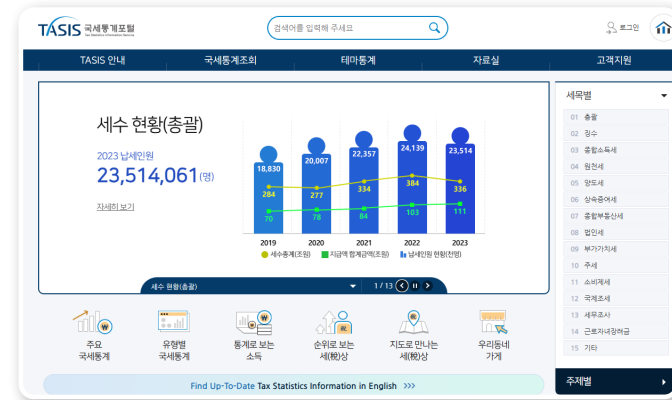 TASIS 국세통계포털
검색어를 입력해 주세요
로그인
TASIS 안내 국세통계조회 테마통계 자료실 고객지원
세수 현황(총괄)
2023 납세인원
23,514,061 (명)
자세히 보기
18,830 20,007 22,357 24,139 23,514
284 277 334 384 336
70 78 84 103 111
2019 2020 2021 2022 2023
세수총계(조원) 지급액 합계금액(조원) 납세인원 현황(천명)
세수 현황(총괄) 1 / 13
주요
국세통계
유형별
국세통계
통계로 보는
소득
순위로 보는
세(稅)상
지도로 만나는
세(稅)상
우리동네
가게
Find Up-To-Date Tax Statistics Information in English >>>
세목별
01 총괄
02 징수
03 종합소득세
04 원천세
05 양도세
06 상속증여세
07 종합부동산세
08 법인세
09 부가가치세
10 주세
11 소비제세
12 국제조세
13 세무조사
14 근로자녀장려금
15 기타
주제별